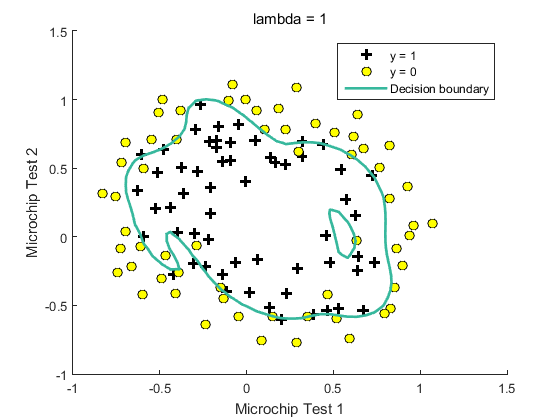 lambda = 1
y = 1
y = 0
Decision boundary
1.5
1
0.5
0
-0.5
-1
Microchip Test 2
-1 -0.5 0 0.5 1 1.5
Microchip Test 1